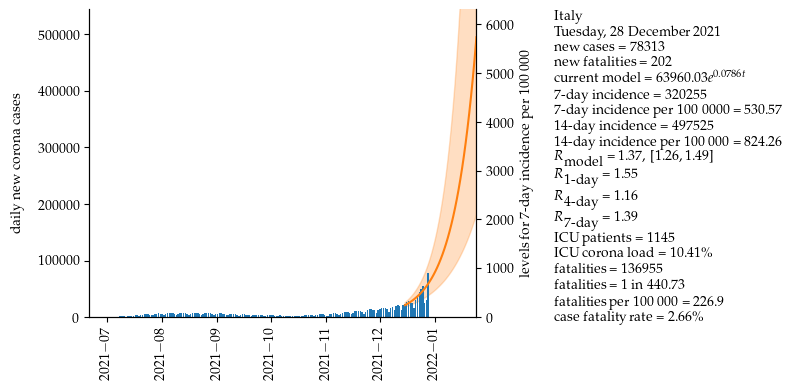 daily new corona cases
500000
400000
300000
200000
100000
0
2021−07
2021−08
2021−09
2021−10
2021−11
2021−12
2022−01
6000
5000
4000
3000
2000
1000
0
levels for 7-day incidence per 100 000
Italy
Tuesday, 28 December 2021
new cases = 78313
new fatalities = 202
current model = 63960.03e^0.0786t
7-day incidence = 320255
7-day incidence per 100 0000 = 530.57
14-day incidence = 497525
14-day incidence per 100 000 = 824.26
R_model = 1.37, [1.26, 1.49]
R_1-day = 1.55
R_4-day = 1.16
R_7-day = 1.39
ICU patients = 1145
ICU corona load = 10.41%
fatalities = 136955
fatalities = 1 in 440.73
fatalities per 100 000 = 226.9
case fatality rate = 2.66%